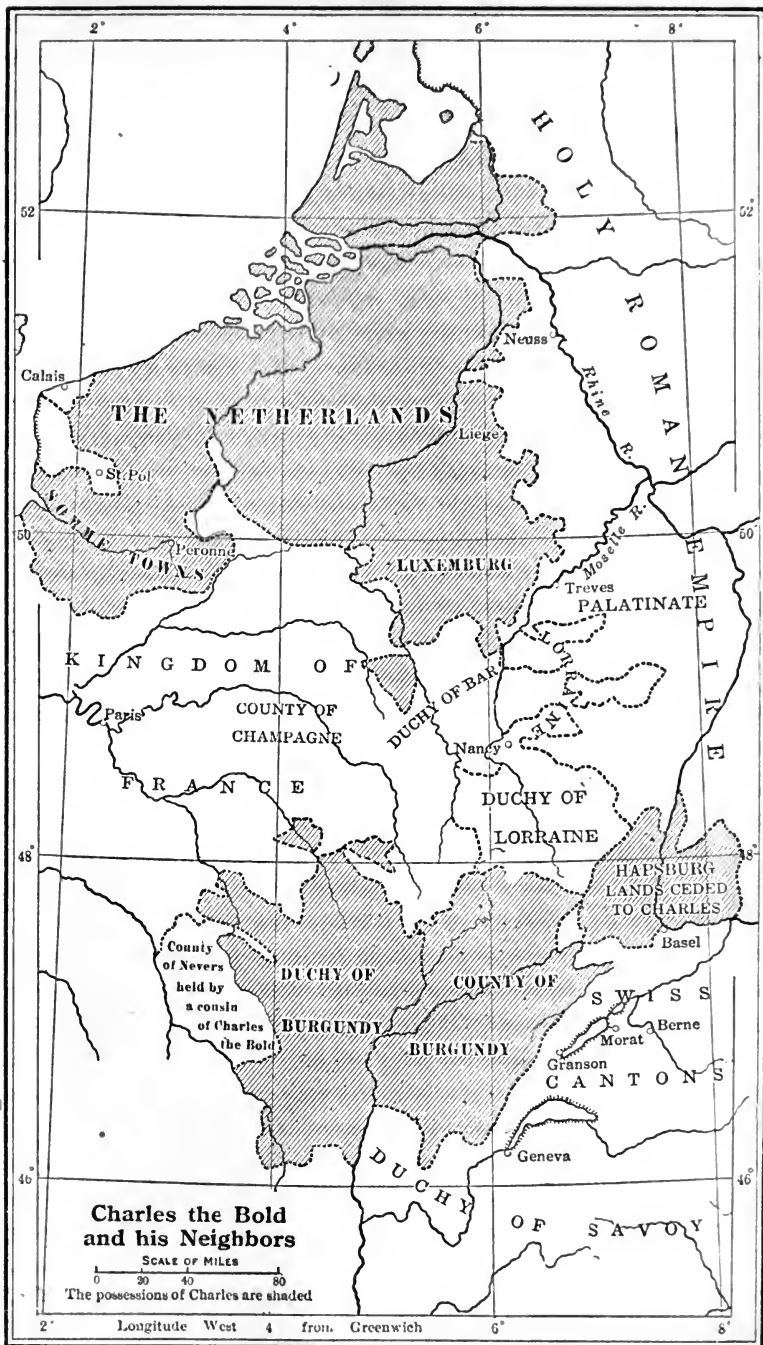 2° 4° 6° 8°
HOLY
52° 52°
ROMAN
Neuss
Rhine R.
Calais
THE NETHERLANDS
Liege
St. Pol
SOMME TOWNS
50 50
Peronne
Moselle R.
EMPIRE
LUXEMBURG
Treves
PALATINATE
LORRAINE
KINGDOM OF
DUCHY OF BAR
Paris
COUNTY OF
CHAMPAGNE
Nancy
FRANCE
DUCHY OF
LORRAINE
48 48
HAPSBURG
LANDS CEDED
TO CHARLES
Basel
County
of Nevers
held by
a cousin
of Charles
the Bold
DUCHY OF
BURGUNDY
COUNTY OF
BURGUNDY
SWISS
Morat
Berne
Granson
CANTONS
Geneva
DUCHY
46° 46
OF SAVOY
Charles the Bold
and his Neighbors
SCALE OF MILES
0 20 40 80
The possessions of Charles are shaded
2° Longitude West 4 from Greenwich 6° 8°